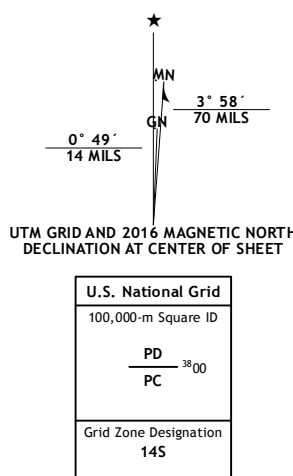 ★
MN
3° 58´
70 MILS
GN
0° 49´
14 MILS
UTM GRID AND 2016 MAGNETIC NORTH
DECLINATION AT CENTER OF SHEET
U.S. National Grid
100,000-m Square ID
PD
³⁸00
PC
Grid Zone Designation
14S